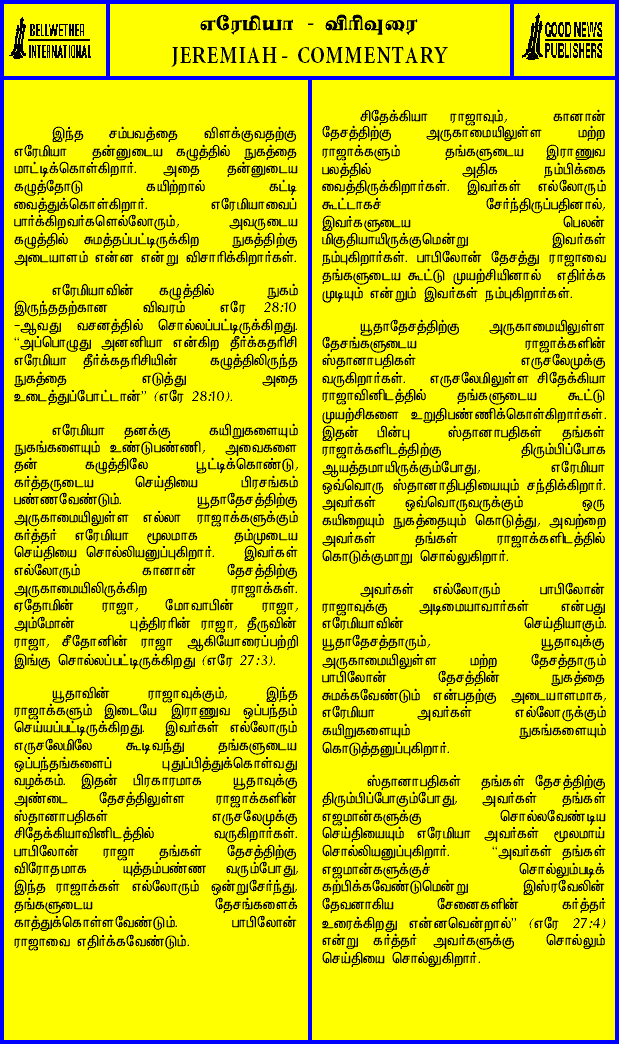 BELLWETHER
INTERNATIONAL
எரேமியா - விரிவுரை
JEREMIAH - COMMENTARY
GOOD NEWS
PUBLISHERS
இந்த சம்பவத்தை விளக்குவதற்கு
எரேமியா தன்னுடைய கழுத்தில் நுகத்தை
மாட்டிக்கொள்கிறார். அதை தன்னுடைய
கழுத்தோடு கயிற்றால் கட்டி
வைத்துக்கொள்கிறார். எரேமியாவைப்
பார்க்கிறவர்களெல்லோரும், அவருடைய
கழுத்தில் சுமத்தப்பட்டிருக்கிற நுகத்திற்கு
அடையாளம் என்ன என்று விசாரிக்கிறார்கள்.
எரேமியாவின் கழுத்தில் நுகம்
இருந்ததற்கான விவரம் எரே 28:10
-ஆவது வசனத்தில் சொல்லப்பட்டிருக்கிறது.
“அப்பொழுது அனனியா என்கிற தீர்க்கதரிசி
எரேமியா தீர்க்கதரிசியின் கழுத்திலிருந்த
நுகத்தை எடுத்து அதை
உடைத்துப்போட்டான்” (எரே 28:10).
எரேமியா தனக்கு கயிறுகளையும்
நுகங்களையும் உண்டுபண்ணி, அவைகளை
தன் கழுத்திலே பூட்டிக்கொண்டு,
கர்த்தருடைய செய்தியை பிரசங்கம்
பண்ணவேண்டும். யூதாதேசத்திற்கு
அருகாமையிலுள்ள எல்லா ராஜாக்களுக்கும்
கர்த்தர் எரேமியா மூலமாக தம்முடைய
செய்தியை சொல்லியனுப்புகிறார். இவர்கள்
எல்லோரும் கானான் தேசத்திற்கு
அருகாமையிலிருக்கிற ராஜாக்கள்.
ஏதோமின் ராஜா, மோவாபின் ராஜா,
அம்மோன் புத்திரரின் ராஜா, தீருவின்
ராஜா, சீதோனின் ராஜா ஆகியோரைப்பற்றி
இங்கு சொல்லப்பட்டிருக்கிறது (எரே 27:3).
யூதாவின் ராஜாவுக்கும், இந்த
ராஜாக்களும் இடையே இராணுவ ஒப்பந்தம்
செய்யப்பட்டிருக்கிறது. இவர்கள் எல்லோரும்
எருசலேமிலே கூடிவந்து தங்களுடைய
ஒப்பந்தங்களைப் புதுப்பித்துக்கொள்வது
வழக்கம். இதன் பிரகாரமாக யூதாவுக்கு
அண்டை தேசத்திலுள்ள ராஜாக்களின்
ஸ்தானாபதிகள் எருசலேமுக்கு
சிதேக்கியாவினிடத்தில் வருகிறார்கள்.
பாபிலோன் ராஜா தங்கள் தேசத்திற்கு
விரோதமாக யுத்தம்பண்ண வரும்போது,
இந்த ராஜாக்கள் எல்லோரும் ஒன்றுசேர்ந்து,
தங்களுடைய தேசங்களைக்
காத்துக்கொள்ளவேண்டும். பாபிலோன்
ராஜாவை எதிர்க்கவேண்டும்.
சிதேக்கியா ராஜாவும், கானான்
தேசத்திற்கு அருகாமையிலுள்ள மற்ற
ராஜாக்களும் தங்களுடைய இராணுவ
பலத்தில் அதிக நம்பிக்கை
வைத்திருக்கிறார்கள். இவர்கள் எல்லோரும்
கூட்டாகச் சேர்ந்திருப்பதினால்,
இவர்களுடைய பெலன்
மிகுதியாயிருக்குமென்று இவர்கள்
நம்புகிறார்கள். பாபிலோன் தேசத்து ராஜாவை
தங்களுடைய கூட்டு முயற்சியினால் எதிர்க்க
முடியும் என்றும் இவர்கள் நம்புகிறார்கள்.
யூதாதேசத்திற்கு அருகாமையிலுள்ள
தேசங்களுடைய ராஜாக்களின்
ஸ்தானாபதிகள் எருசலேமுக்கு
வருகிறார்கள். எருசலேமிலுள்ள சிதேக்கியா
ராஜாவினிடத்தில் தங்களுடைய கூட்டு
முயற்சிகளை உறுதிபண்ணிக்கொள்கிறார்கள்.
இதன் பின்பு ஸ்தானாபதிகள் தங்கள்
ராஜாக்களிடத்திற்கு திரும்பிப்போக
ஆயத்தமாயிருக்கும்போது, எரேமியா
ஒவ்வொரு ஸ்தானாதிபதியையும் சந்திக்கிறார்.
அவர்கள் ஒவ்வொருவருக்கும் ஒரு
கயிறையும் நுகத்தையும் கொடுத்து, அவற்றை
அவர்கள் தங்கள் ராஜாக்களிடத்தில்
கொடுக்குமாறு சொல்லுகிறார்.
அவர்கள் எல்லோரும் பாபிலோன்
ராஜாவுக்கு அடிமையாவார்கள் என்பது
எரேமியாவின் செய்தியாகும்.
யூதாதேசத்தாரும், யூதாவுக்கு
அருகாமையிலுள்ள மற்ற தேசத்தாரும்
பாபிலோன் தேசத்தின் நுகத்தை
சுமக்கவேண்டும் என்பதற்கு அடையாளமாக,
எரேமியா அவர்கள் எல்லோருக்கும்
கயிறுகளையும் நுகங்களையும்
கொடுத்தனுப்புகிறார்.
ஸ்தானாபதிகள் தங்கள் தேசத்திற்கு
திரும்பிப்போகும்போது, அவர்கள் தங்கள்
எஜமான்களுக்கு சொல்லவேண்டிய
செய்தியையும் எரேமியா அவர்கள் மூலமாய்
சொல்லியனுப்புகிறார். “அவர்கள் தங்கள்
எஜமான்களுக்குச் சொல்லும்படிக்
கற்பிக்கவேண்டுமென்று இஸ்ரவேலின்
தேவனாகிய சேனைகளின் கர்த்தர்
உரைக்கிறது என்னவென்றால்” (எரே 27:4)
என்று கர்த்தர் அவர்களுக்கு சொல்லும்
செய்தியை சொல்லுகிறார்.